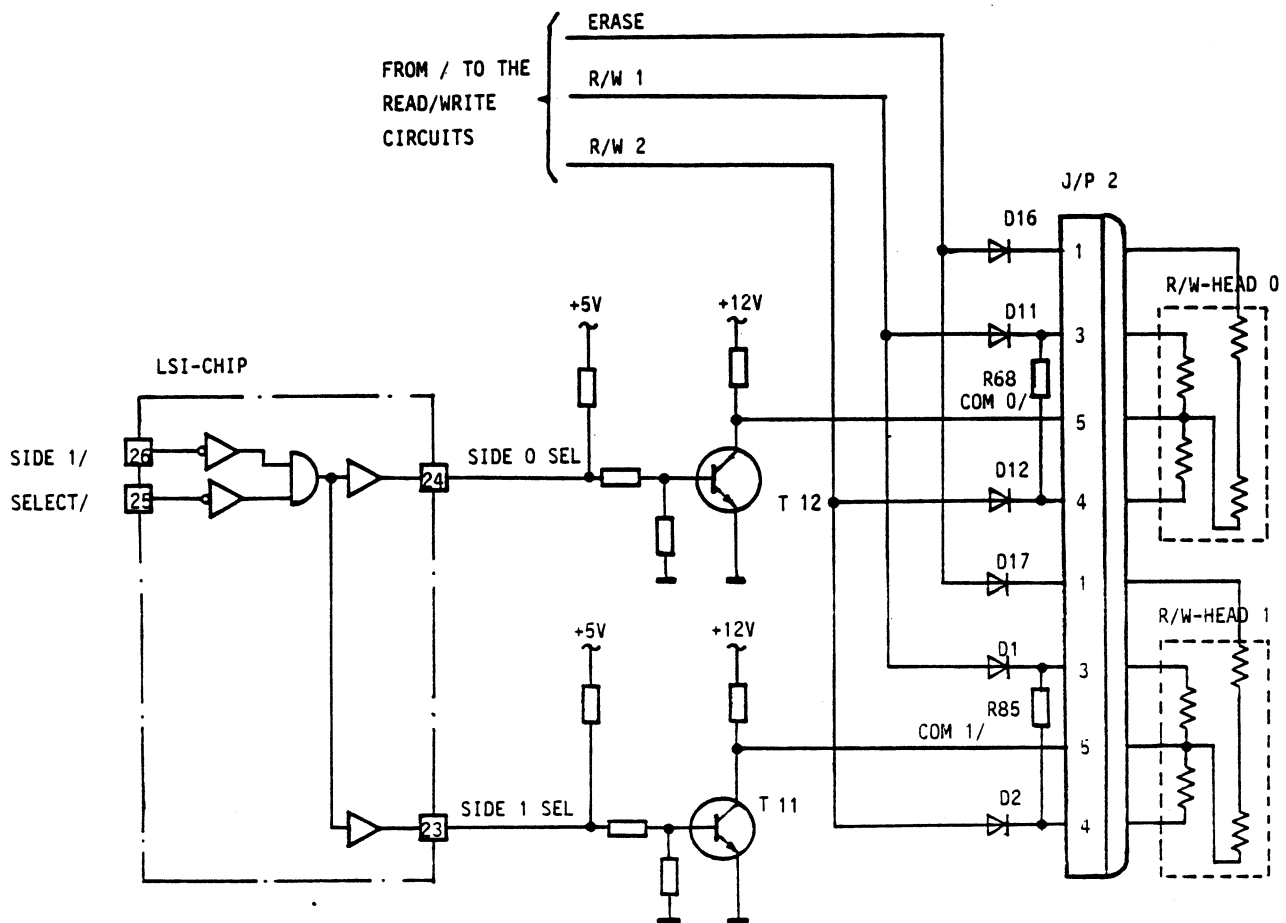 ERASE
FROM / TO THE
READ/WRITE
CIRCUITS
R/W 1
R/W 2
J/P 2
D16
1
R/W-HEAD 0
+5V
+12V
D11
3
LSI-CHIP
R68
COM 0/
5
SIDE 1/
26
SELECT/
25
24
SIDE 0 SEL
T 12
D12
4
D17
1
R/W-HEAD 1
+5V
+12V
D1
3
R85
COM 1/
5
23
SIDE 1 SEL
T 11
D2
4